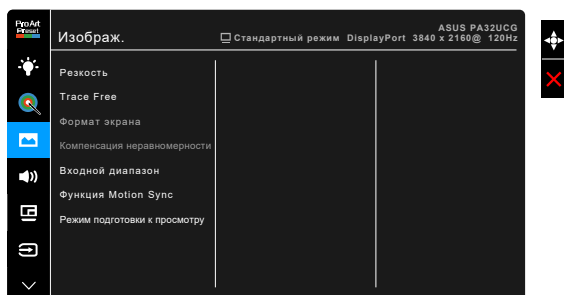 ProArt
Preset
ASUS PA32UCG
Изображ.
Стандартный режим DisplayPort 3840 x 2160@ 120Hz
Резкость
Trace Free
Формат экрана
Компенсация неравномерности
Входной диапазон
Функция Motion Sync
Режим подготовки к просмотру